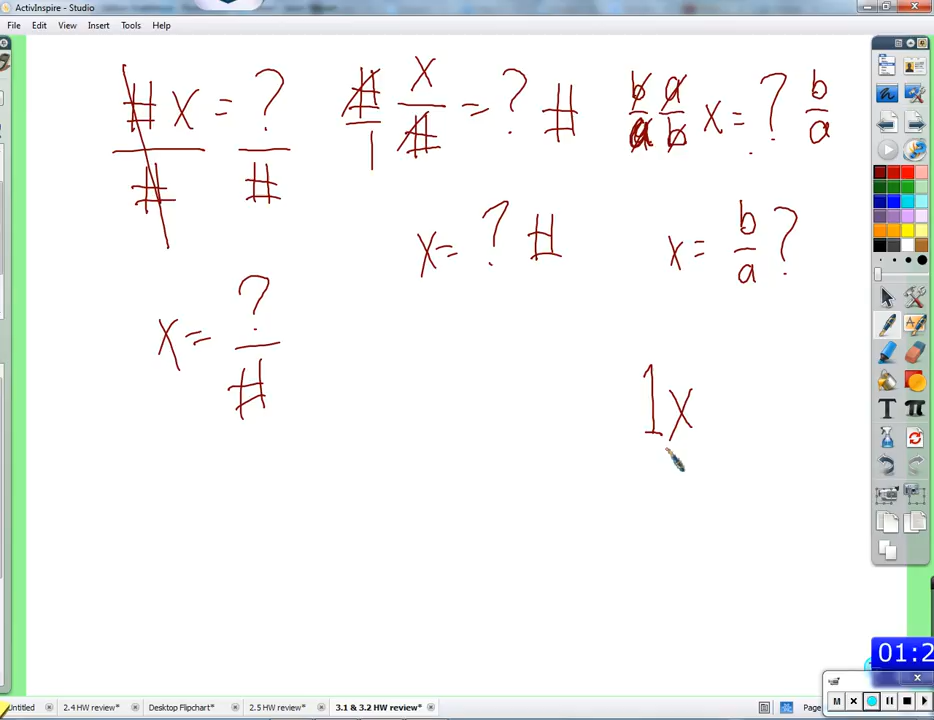 ActivInspire - Studio
File Edit View Insert Tools Help
# x = ?
# #
# x = ? #
1 #
b a x = ? b
a b a
x = ? #
x = b ?
a
x = ?
#
1x
01:2
M
Untitled 2.4 HW review* Desktop Flipchart* 2.5 HW review* 3.1 & 3.2 HW review* Page